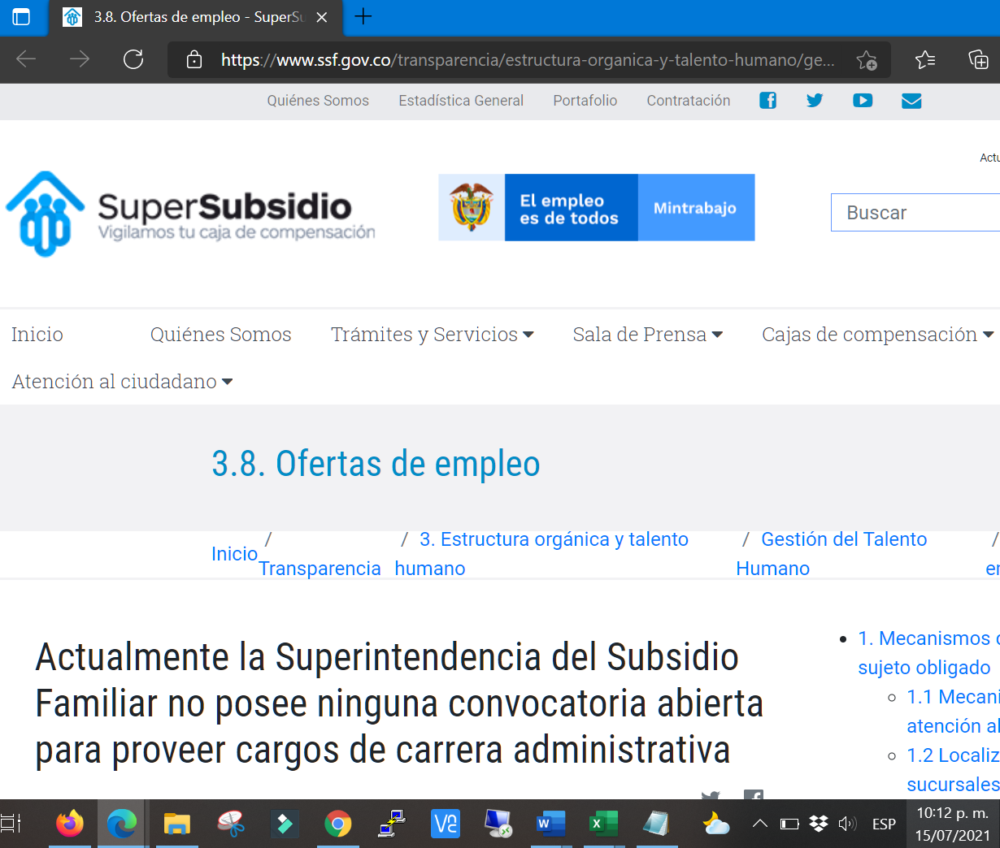 3.8. Ofertas de empleo - SuperSu
https://www.ssf.gov.co/transparencia/estructura-organica-y-talento-humano/ge...
Quiénes Somos Estadística General Portafolio Contratación
Actu
SuperSubsidio
Vigilamos tu caja de compensación
El empleo
es de todos
Mintrabajo
Buscar
Inicio Quiénes Somos Trámites y Servicios Sala de Prensa Cajas de compensación
Atención al ciudadano
3.8. Ofertas de empleo
Inicio / Transparencia / 3. Estructura orgánica y talento / Gestión del Talento /
humano Humano
Actualmente la Superintendencia del Subsidio
Familiar no posee ninguna convocatoria abierta
para proveer cargos de carrera administrativa
1. Mecanismos
sujeto obligado
1.1 Mecani
atención al
1.2 Localiz
sucursales
ESP
10:12 p. m.
15/07/2021